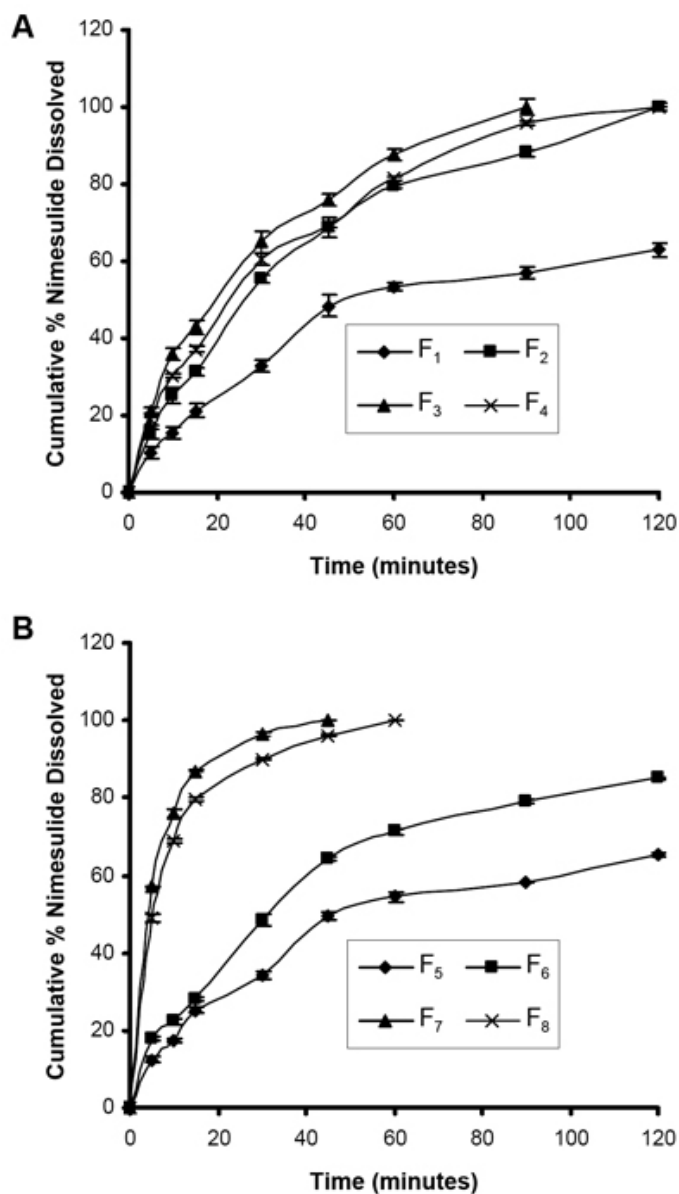 A
120
100
80
60
40
20
0
Cumulative % Nimesulide Dissolved
F₁ F₂
F₃ F₄
0 20 40 60 80 100 120
Time (minutes)
B
120
100
80
60
40
20
0
Cumulative % Nimesulide Dissolved
F₅ F₆
F₇ F₈
0 20 40 60 80 100 120
Time (minutes)